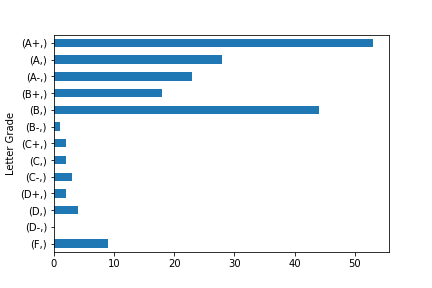 (A+,)
(A,)
(A-,)
(B+,)
(B,)
(B-,)
(C+,)
(C,)
(C-,)
(D+,)
(D,)
(D-,)
(F,)
Letter Grade
0 10 20 30 40 50